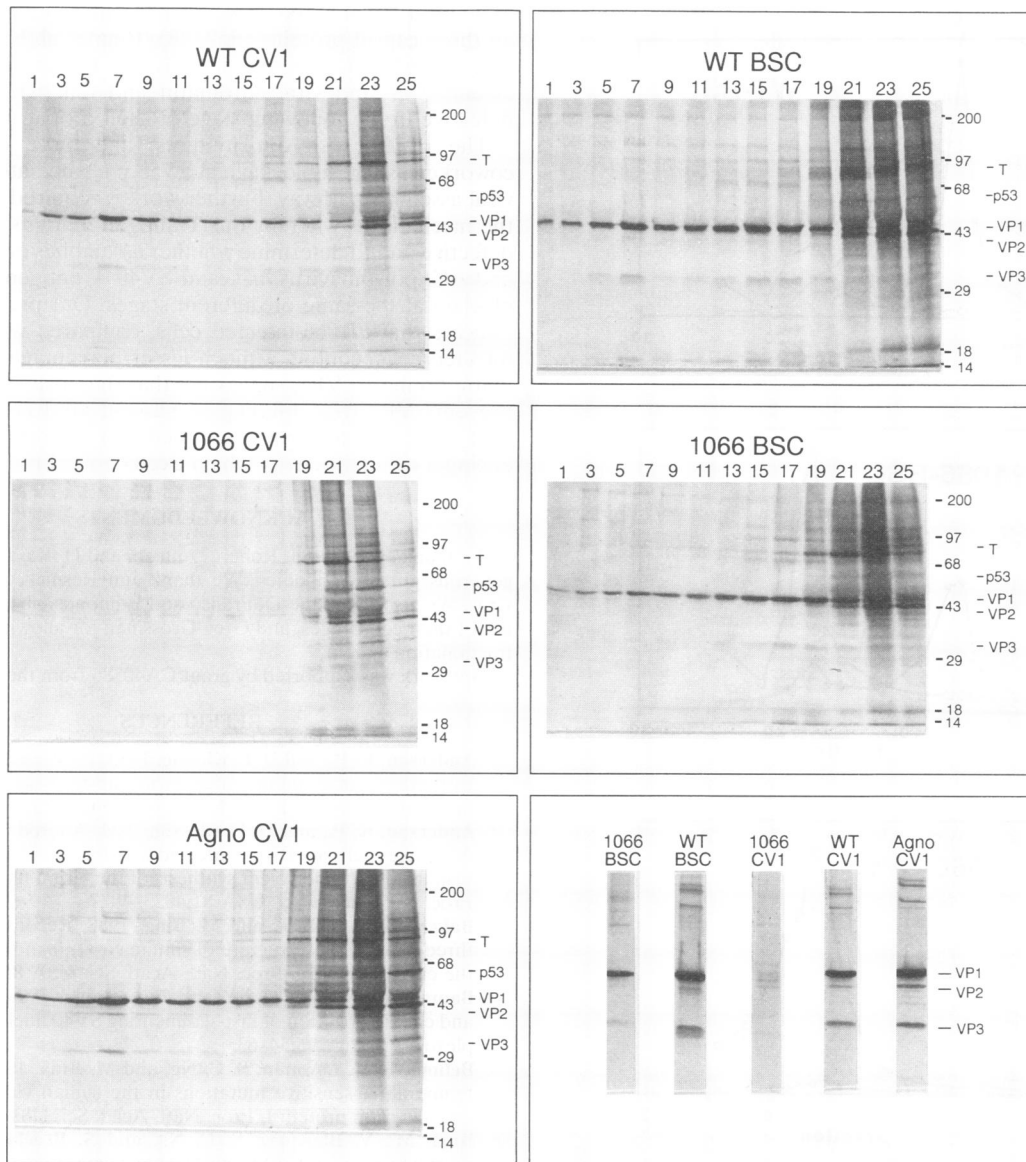 WT CV1
1 3 5 7 9 11 13 15 17 19 21 23 25
200
97
T
68
p53
VP1
43
VP2
VP3
29
18
14
WT BSC
1 3 5 7 9 11 13 15 17 19 21 23 25
200
97
T
68
p53
VP1
43
VP2
VP3
29
18
14
1066 CV1
1 3 5 7 9 11 13 15 17 19 21 23 25
200
97
T
68
p53
VP1
43
VP2
VP3
29
18
14
1066 BSC
1 3 5 7 9 11 13 15 17 19 21 23 25
200
97
T
68
p53
VP1
43
VP2
VP3
29
18
14
Agno CV1
1 3 5 7 9 11 13 15 17 19 21 23 25
200
97
T
68
p53
VP1
43
VP2
VP3
29
18
14
1066 BSC
WT BSC
1066 CV1
WT CV1
Agno CV1
VP1
VP2
VP3